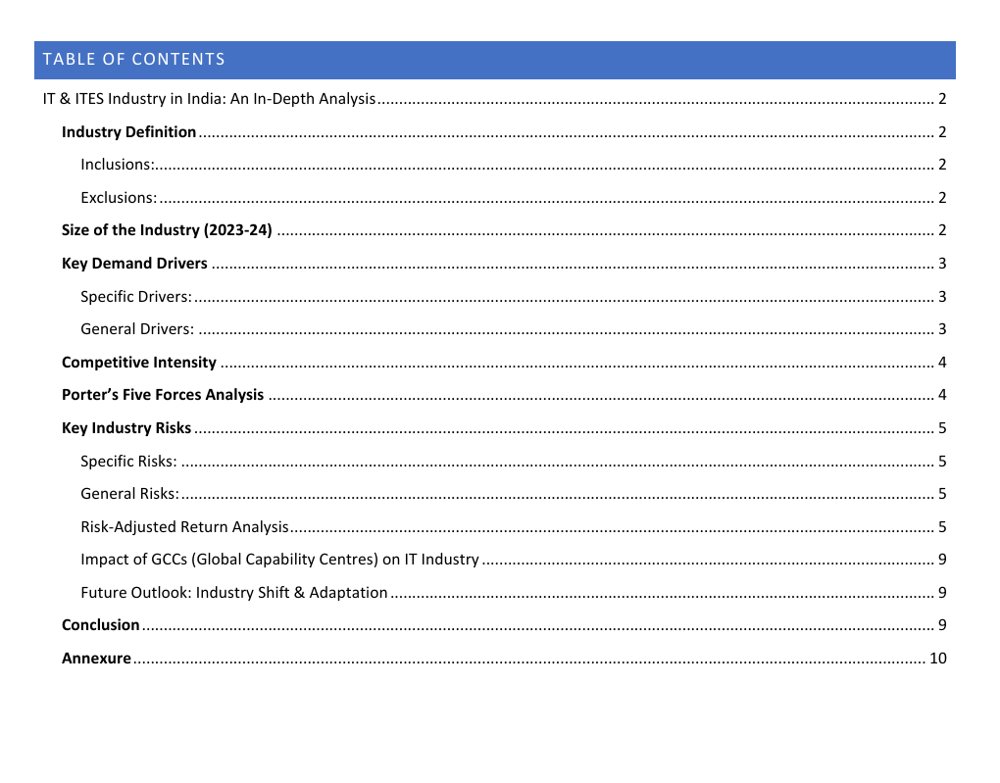 TABLE OF CONTENTS
IT & ITES Industry in India: An In-Depth Analysis 2
Industry Definition 2
Inclusions: 2
Exclusions: 2
Size of the Industry (2023-24) 2
Key Demand Drivers 3
Specific Drivers: 3
General Drivers: 3
Competitive Intensity 4
Porter’s Five Forces Analysis 4
Key Industry Risks 5
Specific Risks: 5
General Risks: 5
Risk-Adjusted Return Analysis 5
Impact of GCCs (Global Capability Centres) on IT Industry 9
Future Outlook: Industry Shift & Adaptation 9
Conclusion 9
Annexure 10